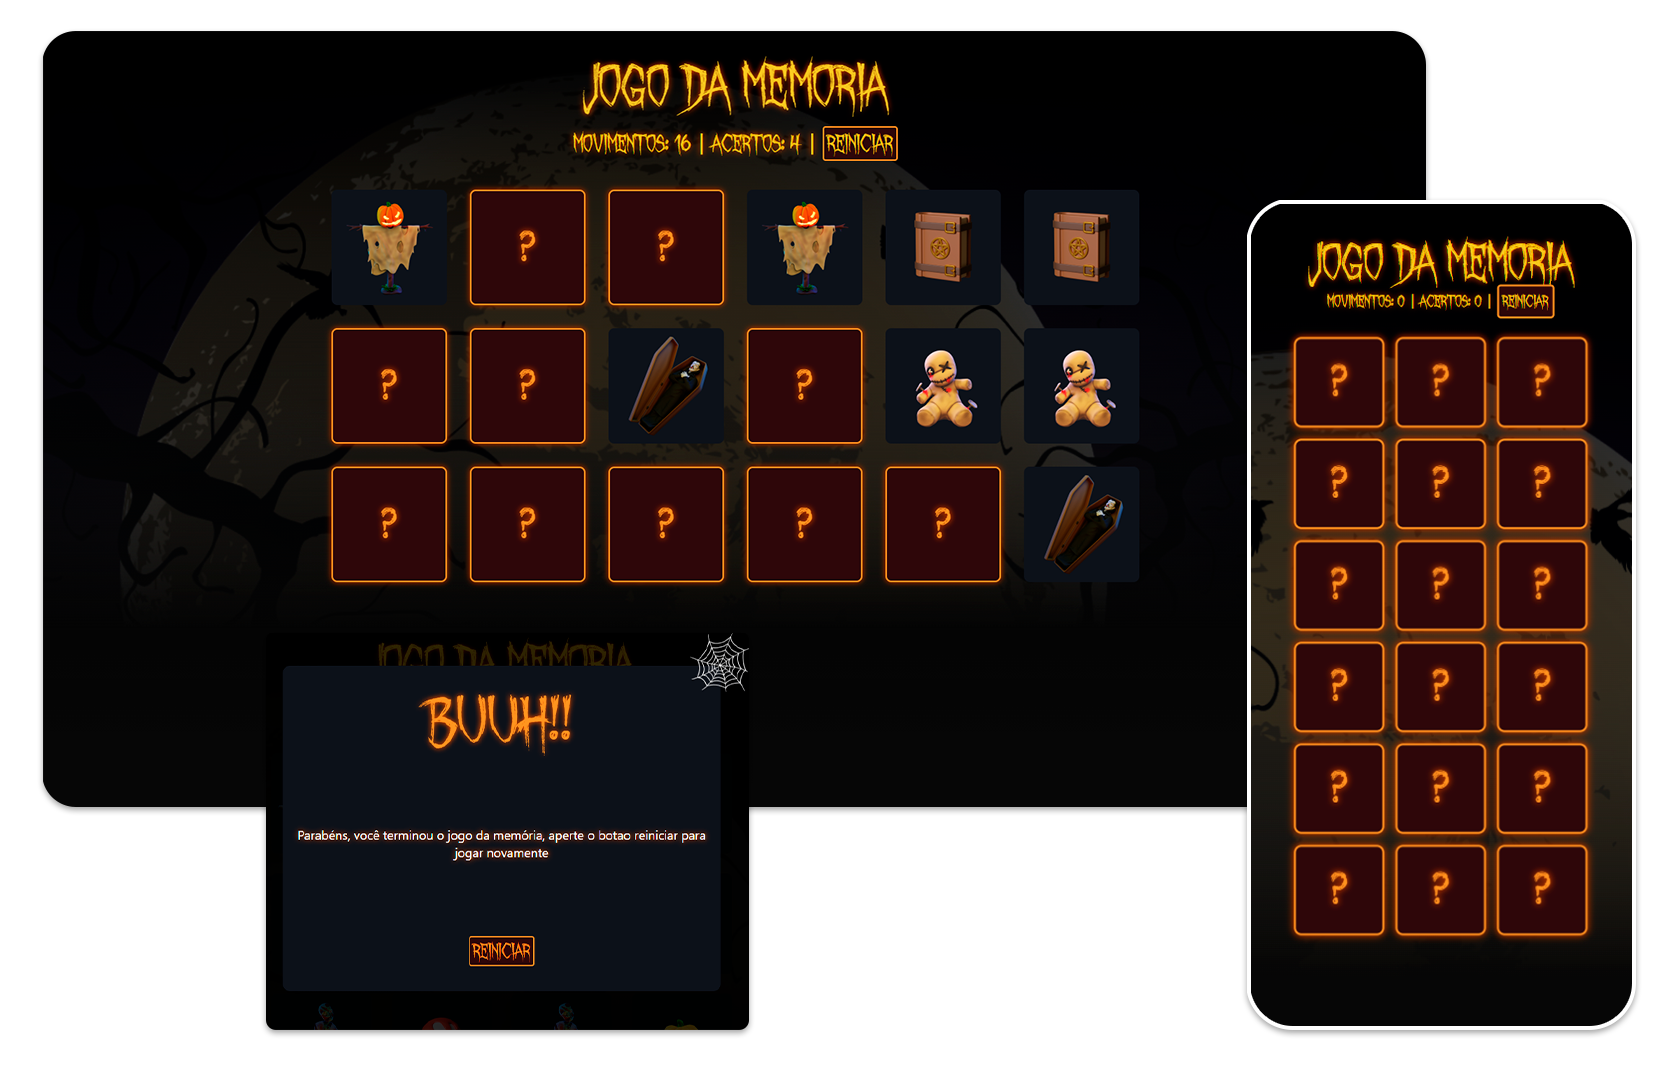 JOGO DA MEMORIA
MOVIMENTOS: 16 | ACERTOS: 4 | REINICIAR
? ?
? ? ?
? ? ? ? ?
JOGO DA MEMORIA
BUUH!!
Parabéns, você terminou o jogo da memória, aperte o botao reiniciar para
jogar novamente
REINICIAR
JOGO DA MEMORIA
MOVIMENTOS: 0 | ACERTOS: 0 | REINICIAR
? ? ?
? ? ?
? ? ?
? ? ?
? ? ?
? ? ?